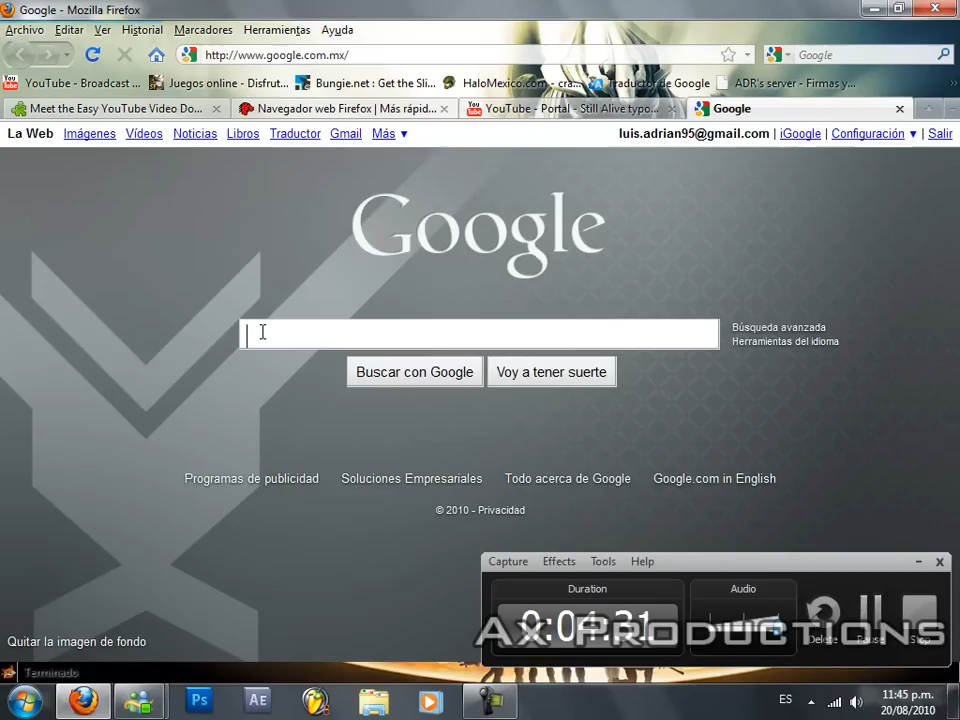 Google - Mozilla Firefox
Archivo Editar Ver Historial Marcadores Herramientas Ayuda
http://www.google.com.mx/ Google
YouTube - Broadcast ... Juegos online - Disfrut... Bungie.net : Get the Sli... HaloMexico.com - cra... Traductor de Google ADR's server - Firmas y...
Meet the Easy YouTube Video Do... Navegador web Firefox | Más rápid... YouTube - Portal - Still Alive typo... Google
La Web Imágenes Vídeos Noticias Libros Traductor Gmail Más ▼ luis.adrian95@gmail.com | iGoogle | Configuración ▼ | Salir
Google
Búsqueda avanzada
Herramientas del idioma
Buscar con Google Voy a tener suerte
Programas de publicidad Soluciones Empresariales Todo acerca de Google Google.com in English
© 2010 - Privacidad
Capture Effects Tools Help
Duration Audio
0:04:31
Delete Pause Stop
Ax Productions
Quitar la imagen de fondo
Terminado
Ps AE ES 11:45 p.m.
20/08/2010